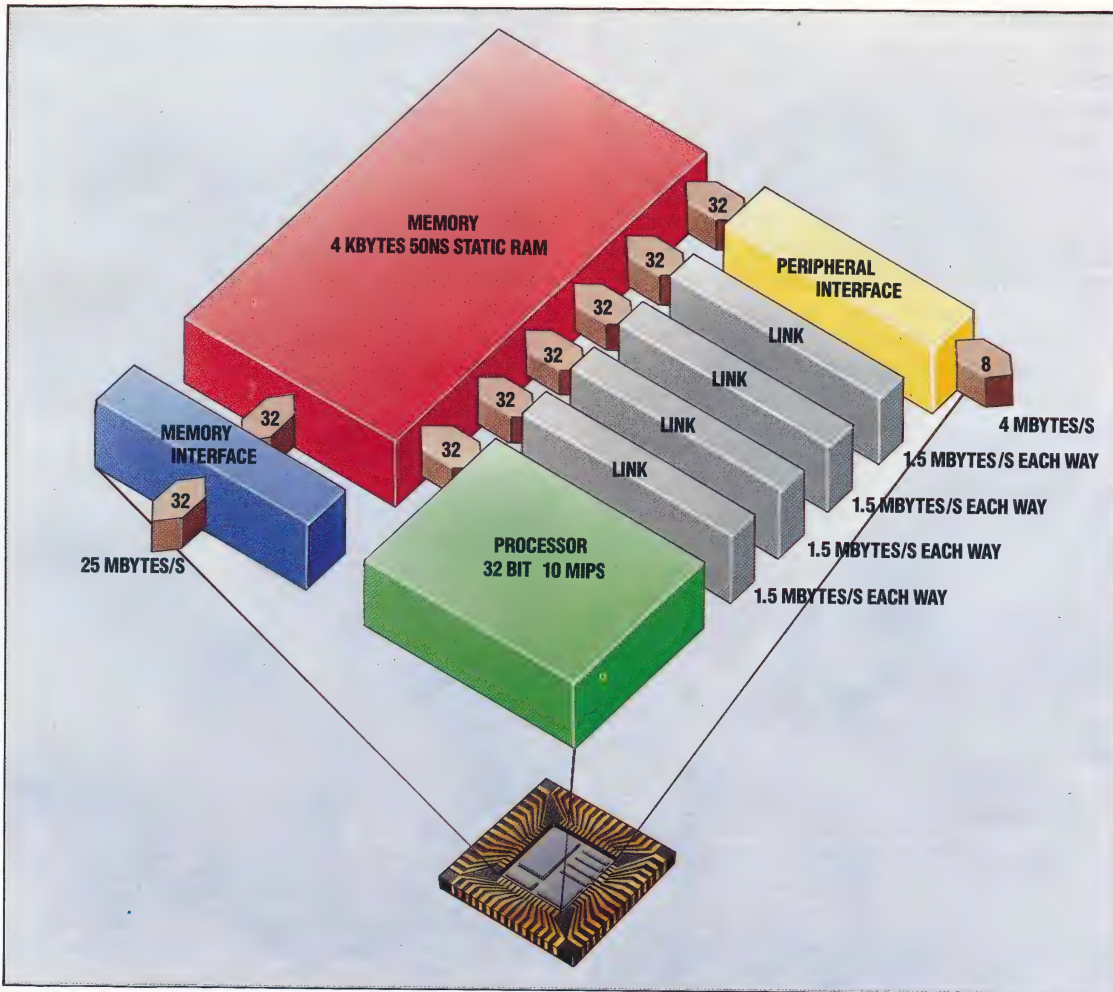 MEMORY
4 KBYTES 50NS STATIC RAM
32
PERIPHERAL
INTERFACE
32
32
LINK
8
32
LINK
4 MBYTES/S
32
LINK
1.5 MBYTES/S EACH WAY
32
MEMORY
INTERFACE
32
LINK
1.5 MBYTES/S EACH WAY
32
PROCESSOR
32 BIT 10 MIPS
1.5 MBYTES/S EACH WAY
25 MBYTES/S
1.5 MBYTES/S EACH WAY